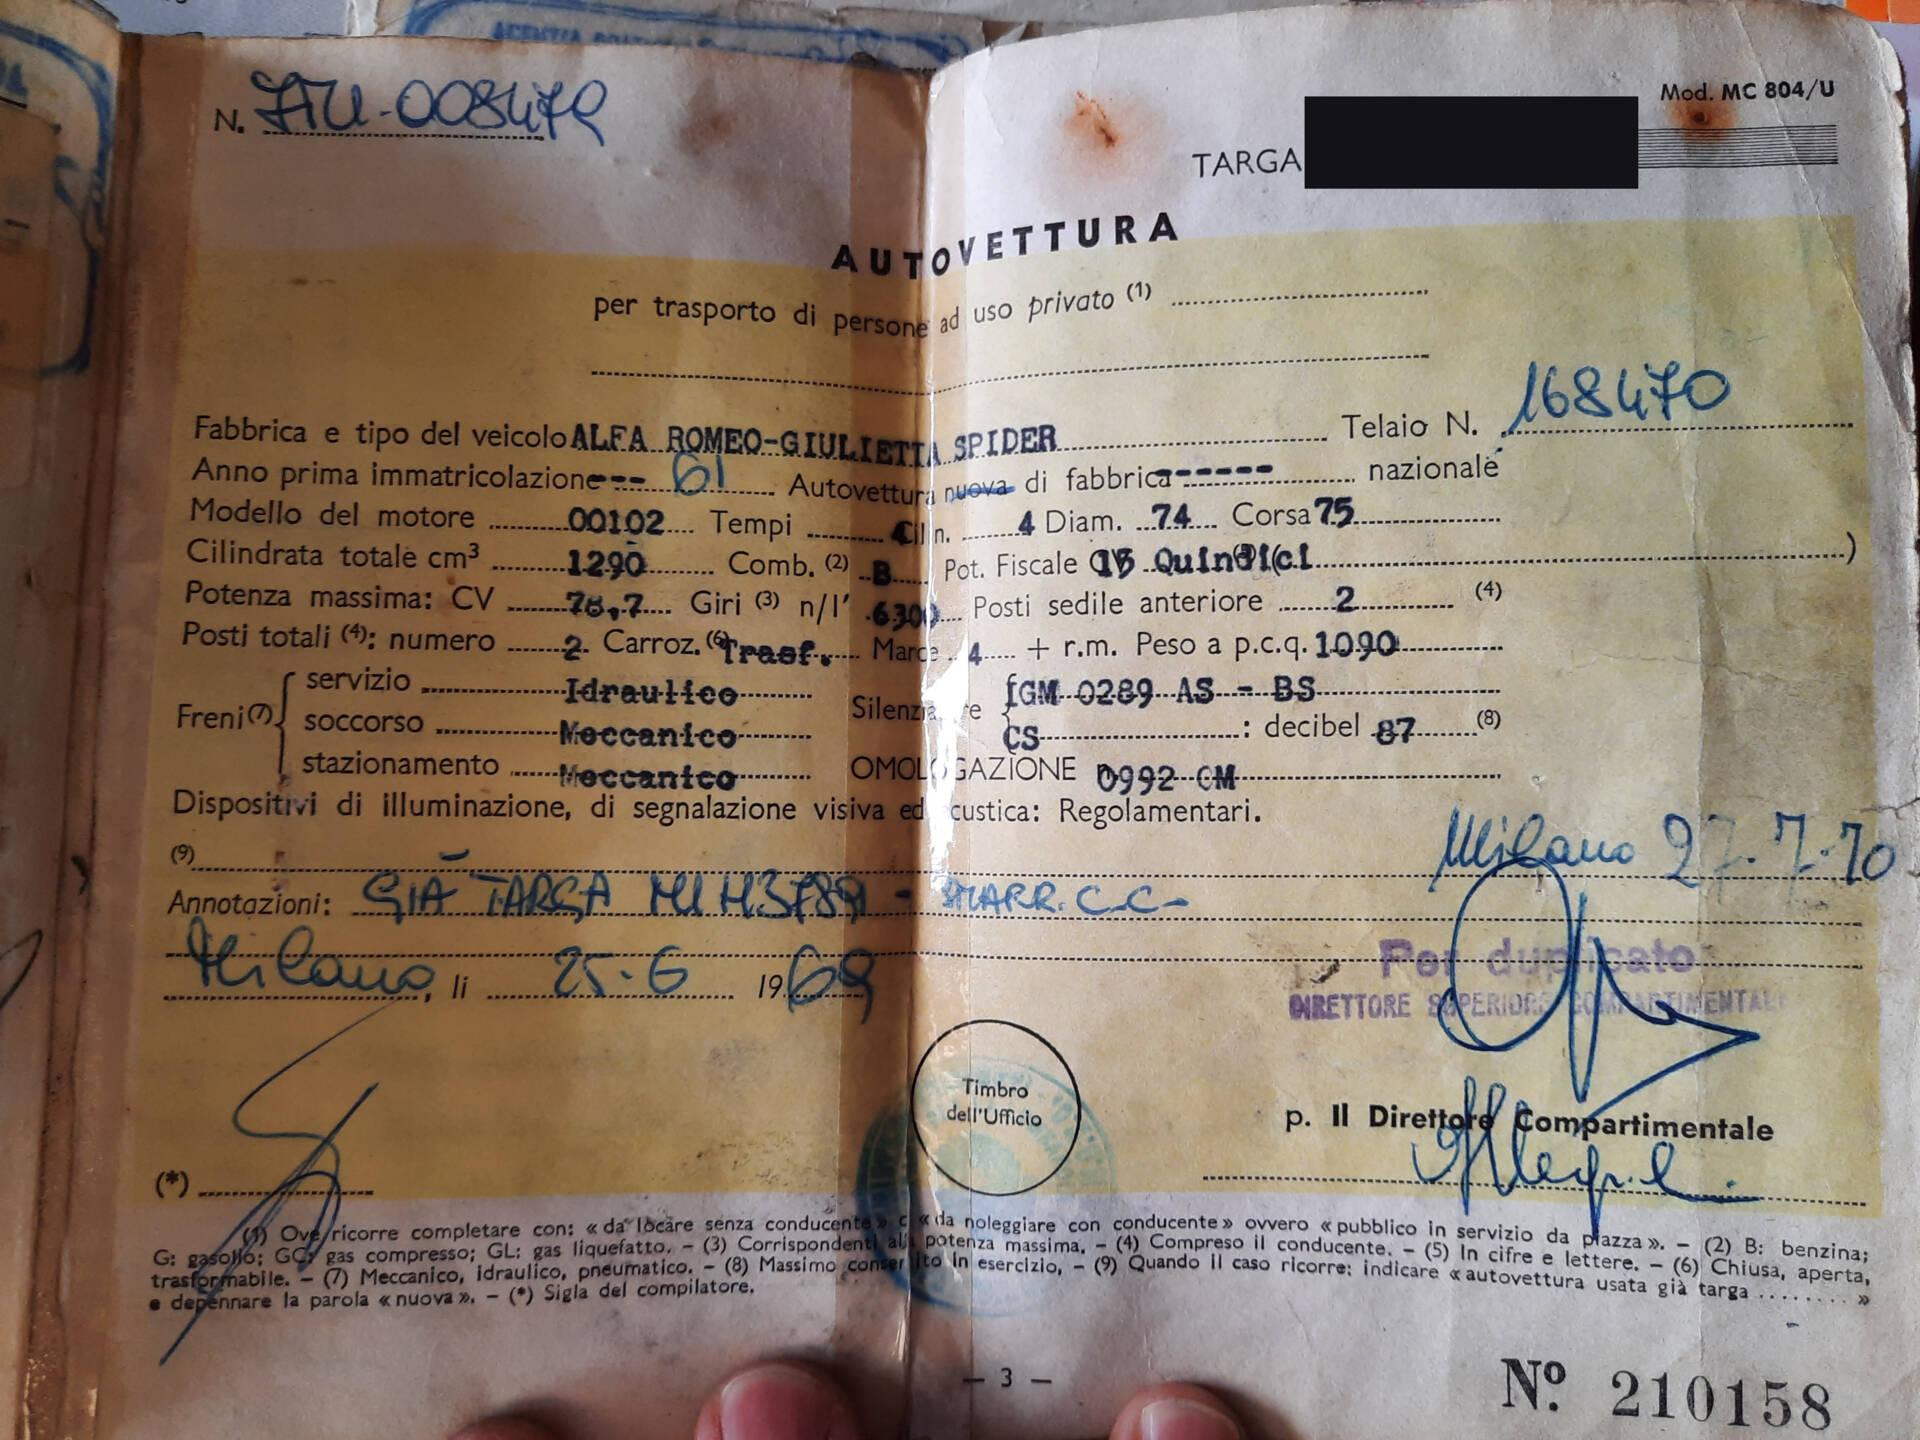 N.
Mod. MC 804/U
TARGA
AUTOVETTURA
per trasporto di persone ad uso privato (1)
Fabbrica e tipo del veicolo ALFA ROMEO-GIULIETTA SPIDER Telaio N. 168470
Anno prima immatricolazione --- 61 Autovettura nuova di fabbrica ------ nazionale
Modello del motore 00102 Tempi 4 Cilin. 4 Diam. 74 Corsa 75
Cilindrata totale cm³ 1290 Comb. (2) B Pot. Fiscale CV 15 Quindici )
Potenza massima: CV 78,7 Giri (3) n/1' 6300 Posti sedile anteriore 2 (4)
Posti totali (4): numero 2 Carroz. (6) Trasf. Marce 4 + r.m. Peso a p.c.q. 1090
Freni (7) { servizio Idraulico Silenziatore { IGM 0289 AS - BS
soccorso Meccanico CS : decibel 87 (8)
stazionamento Meccanico OMOLOGAZIONE 0992 OM
Dispositivi di illuminazione, di segnalazione visiva ed acustica: Regolamentari.
Milano 27.7.70
(9)
Annotazioni: GIÀ TARGA MI - C.C-
Milano, li 25-6 1969
Per duplicato
DIRETTORE SUPERIORE COMPARTIMENTALE
Timbro
dell'Ufficio
p. Il Direttore Compartimentale
(*)
(1) Ove ricorre completare con: « da locare senza conducente » o « da noleggiare con conducente » ovvero « pubblico in servizio da piazza ». – (2) B: benzina;
G: gasolio; GC: gas compresso; GL: gas liquefatto. – (3) Corrispondenti alla potenza massima. – (4) Compreso il conducente. – (5) In cifre e lettere. – (6) Chiusa, aperta,
trasformabile. – (7) Meccanico, idraulico, pneumatico. – (8) Massimo consentito in esercizio, – (9) Quando il caso ricorre: indicare « autovettura usata già targa ........ »
e depennare la parola « nuova ». – (*) Sigla del compilatore.
— 3 —
Nº 210158